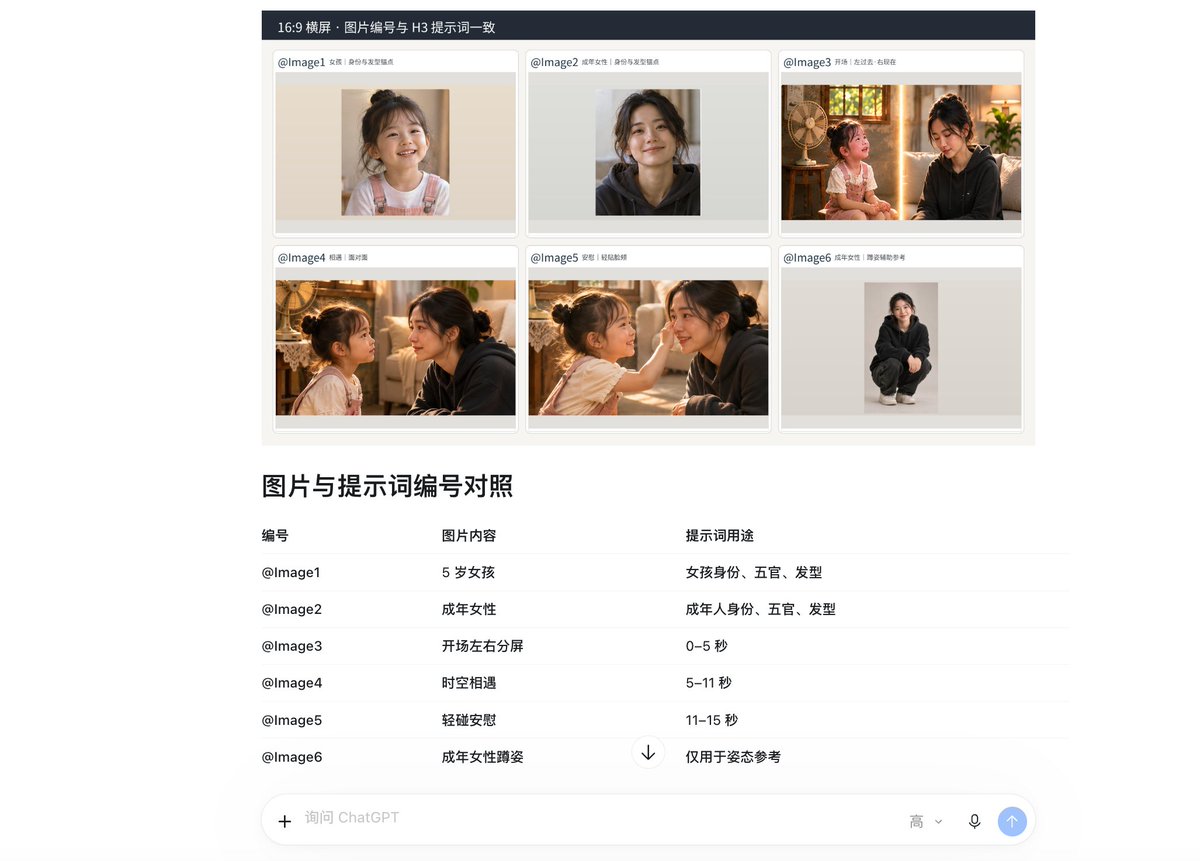 16:9 横屏 · 图片编号与 H3 提示词一致
@Image1 女孩｜身份与发型锚点
@Image2 成年女性｜身份与发型锚点
@Image3 开场｜左过去·右现在
@Image4 相遇｜面对面
@Image5 安慰｜轻贴脸颊
@Image6 成年女性｜蹲姿辅助参考
图片与提示词编号对照
编号 图片内容 提示词用途
@Image1 5 岁女孩 女孩身份、五官、发型
@Image2 成年女性 成年人身份、五官、发型
@Image3 开场左右分屏 0–5 秒
@Image4 时空相遇 5–11 秒
@Image5 轻碰安慰 11–15 秒
@Image6 成年女性蹲姿 仅用于姿态参考
询问 ChatGPT
高